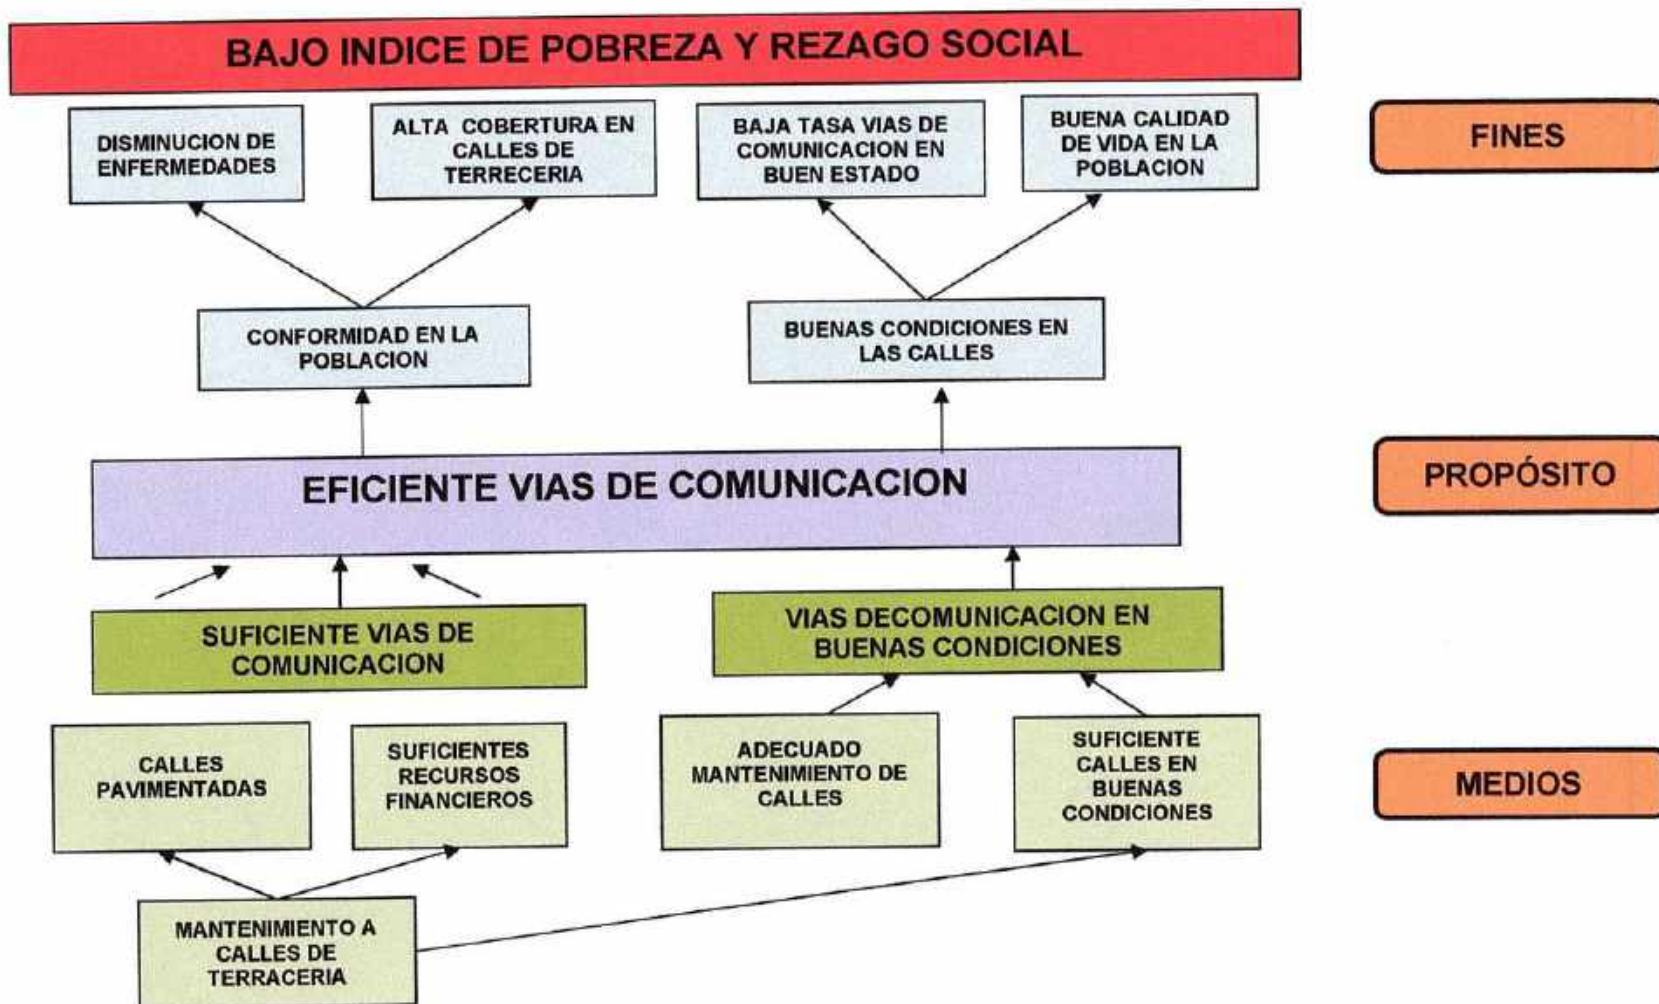 BAJO INDICE DE POBREZA Y REZAGO SOCIAL
DISMINUCION DE
ENFERMEDADES
ALTA COBERTURA EN
CALLES DE
TERRECERIA
BAJA TASA VIAS DE
COMUNICACION EN
BUEN ESTADO
BUENA CALIDAD
DE VIDA EN LA
POBLACION
FINES
CONFORMIDAD EN LA
POBLACION
BUENAS CONDICIONES EN
LAS CALLES
EFICIENTE VIAS DE COMUNICACION
PROPÓSITO
SUFICIENTE VIAS DE
COMUNICACION
VIAS DECOMUNICACION EN
BUENAS CONDICIONES
CALLES
PAVIMENTADAS
SUFICIENTES
RECURSOS
FINANCIEROS
ADECUADO
MANTENIMIENTO DE
CALLES
SUFICIENTE
CALLES EN
BUENAS
CONDICIONES
MEDIOS
MANTENIMIENTO A
CALLES DE
TERRACERIA